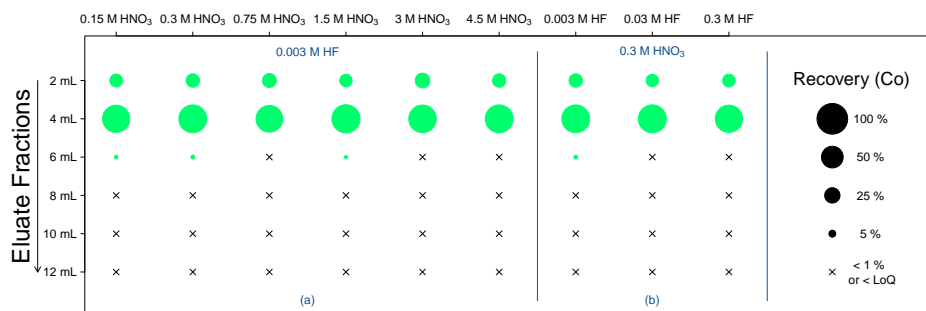 0.15 M HNO₃ 0.3 M HNO₃ 0.75 M HNO₃ 1.5 M HNO₃ 3 M HNO₃ 4.5 M HNO₃ 0.003 M HF 0.03 M HF 0.3 M HF
0.003 M HF 0.3 M HNO₃
Eluate Fractions
2 mL
4 mL
6 mL
8 mL
10 mL
12 mL
(a) (b)
Recovery (Co)
100 %
50 %
25 %
5 %
< 1 %
or < LoQ